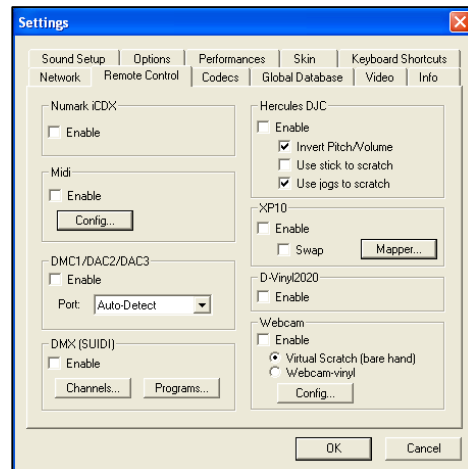 Settings
Sound Setup Options Performances Skin Keyboard Shortcuts
Network Remote Control Codecs Global Database Video Info
Numark iCDX
Enable
Midi
Enable
Config...
DMC1/DAC2/DAC3
Enable
Port: Auto-Detect
DMX (SUIDI)
Enable
Channels... Programs...
Hercules DJC
Enable
Invert Pitch/Volume
Use stick to scratch
Use jogs to scratch
XP10
Enable
Swap Mapper...
D-Vinyl2020
Enable
Webcam
Enable
Virtual Scratch (bare hand)
Webcam-vinyl
Config...
OK Cancel